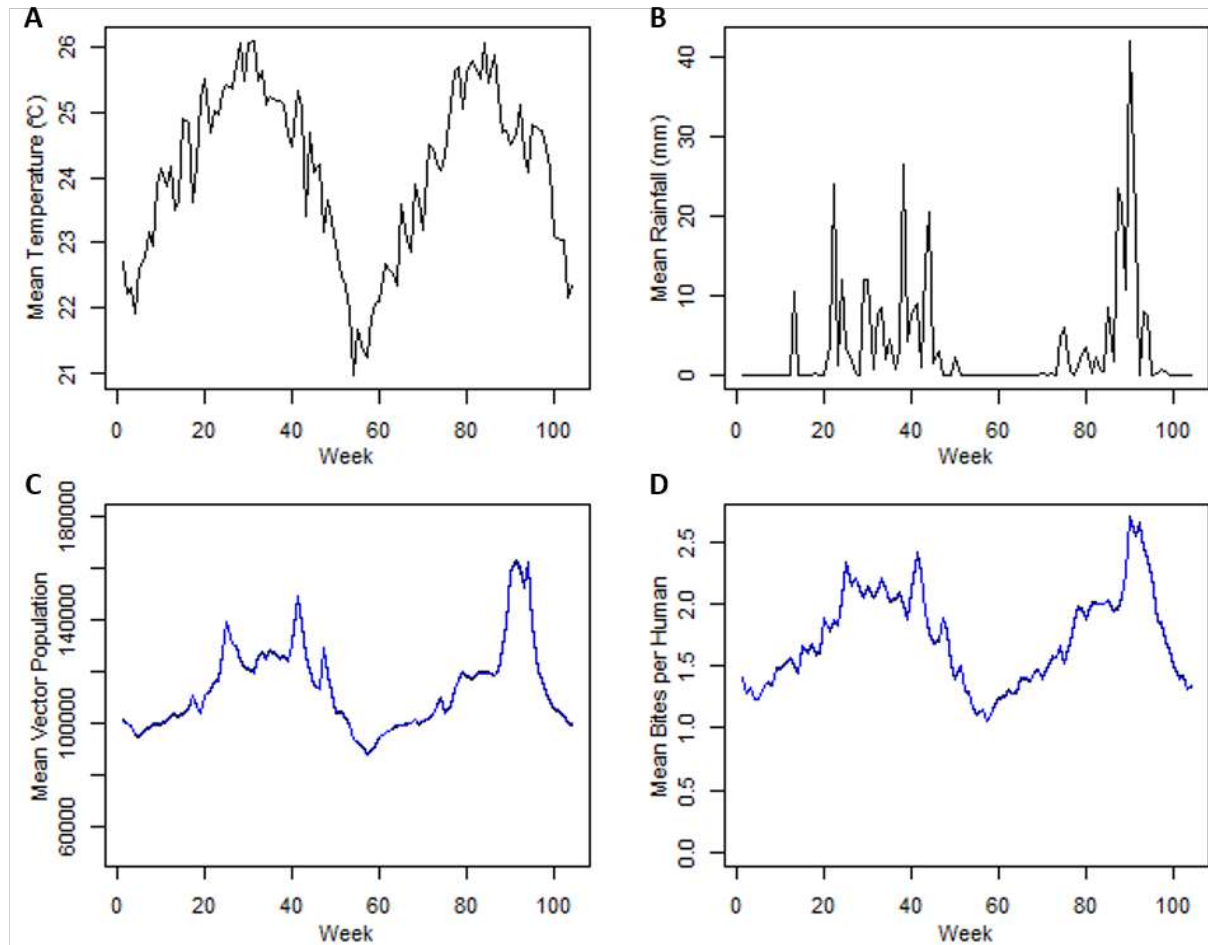 A
Mean Temperature (ºC)
26
25
24
23
22
21
0 20 40 60 80 100
Week
B
Mean Rainfall (mm)
40
30
20
10
0
0 20 40 60 80 100
Week
C
Mean Vector Population
180000
140000
100000
60000
0 20 40 60 80 100
Week
D
Mean Bites per Human
2.5
2.0
1.5
1.0
0.5
0.0
0 20 40 60 80 100
Week